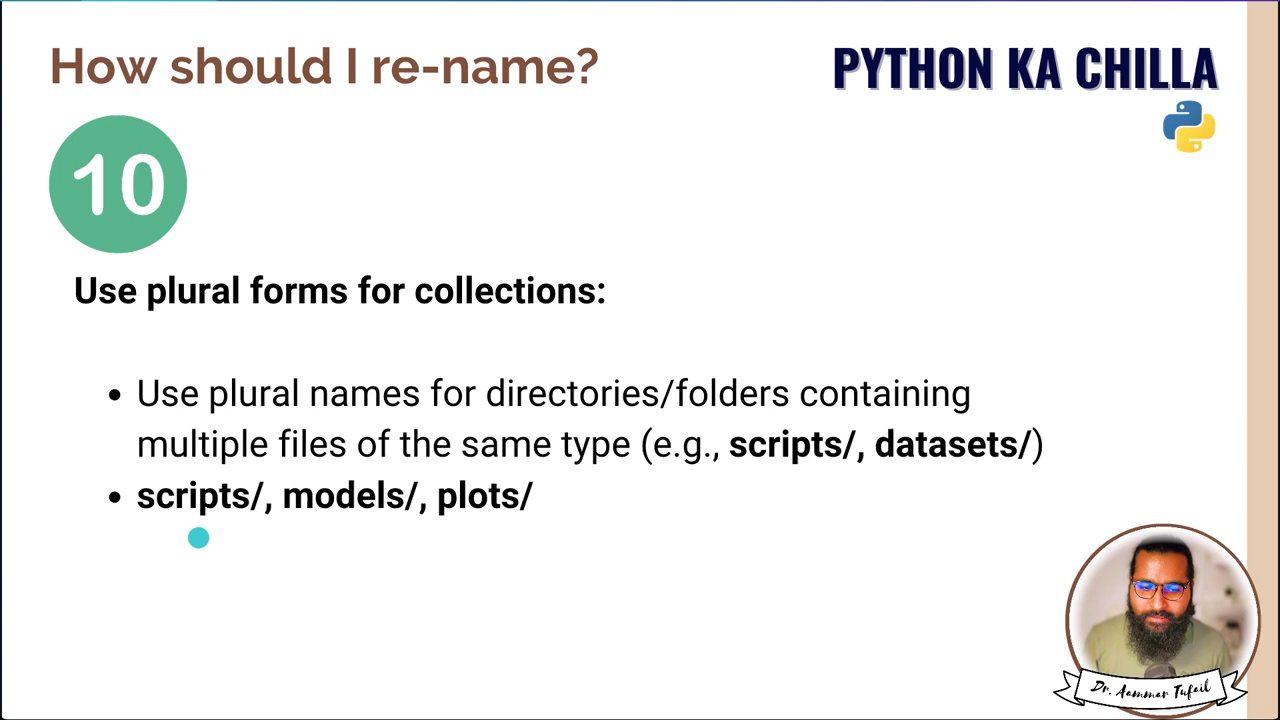 How should I re-name?
PYTHON KA CHILLA
10
Use plural forms for collections:
• Use plural names for directories/folders containing
multiple files of the same type (e.g., scripts/, datasets/)
• scripts/, models/, plots/
Dr. Aammar Tufail